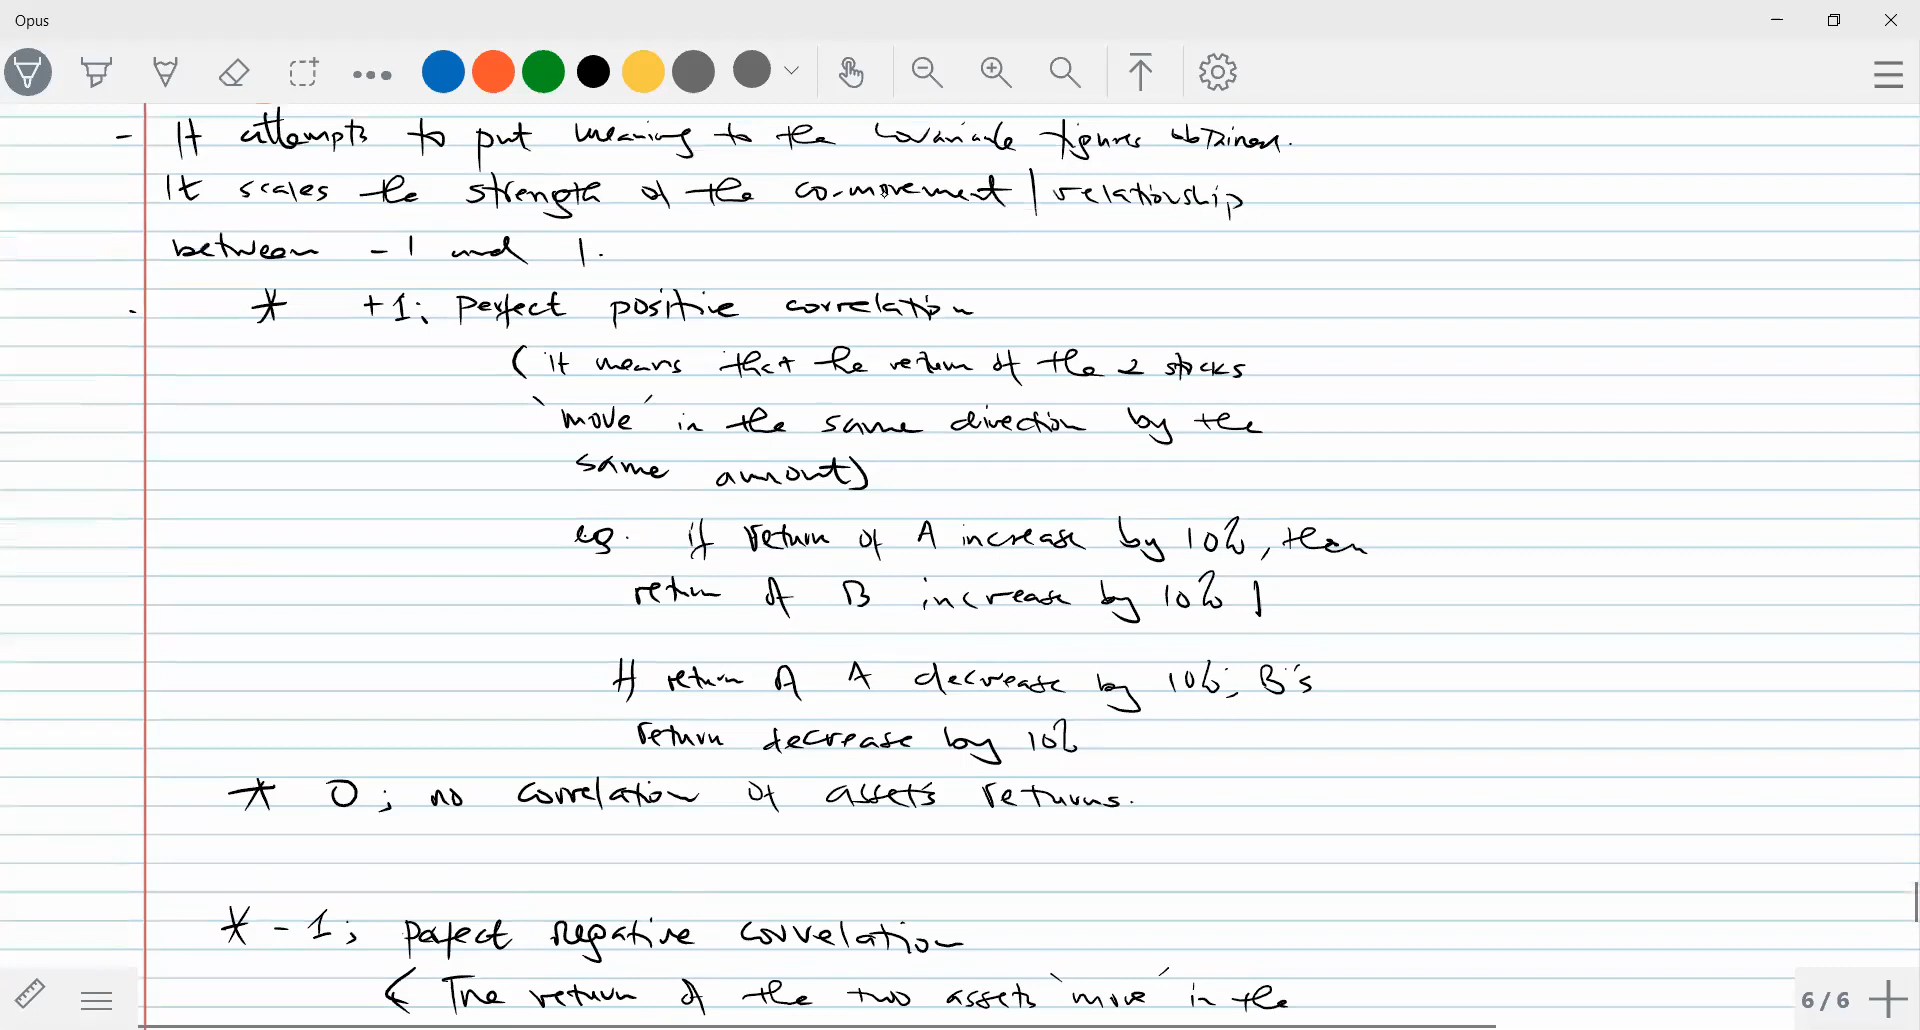 Opus
- It attempts to put meaning to the covariance figures obtained.
It scales the strength of the co-movement / relationship
between -1 and 1.
* +1; perfect positive correlation
(it means that the return of the 2 stocks
`move´ in the same direction by the
same amount)
eg. if return of A increase by 10%, then
return of B increase by 10%
If return of A decrease by 10%; B's
return decrease by 10%
* 0; no correlation of assets returns.
* -1; perfect negative correlation
( The return of the two assets `move´ in the
6 / 6